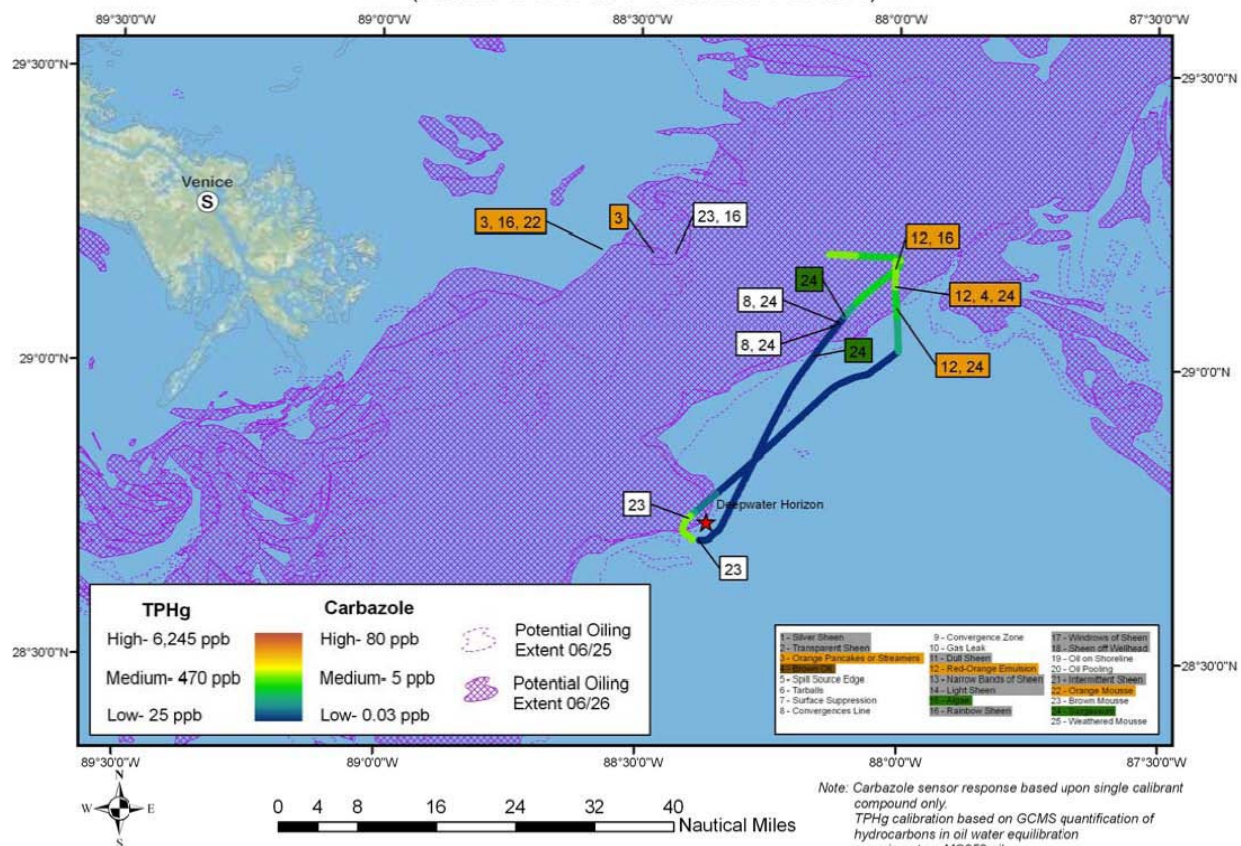 89°30'0"W 89°0'0"W 88°30'0"W 88°0'0"W 87°30'0"W
29°30'0"N 29°30'0"N
Venice
S
3, 16, 22
3
23, 16
12, 16
24
8, 24
12, 4, 24
8, 24
24
29°0'0"N 29°0'0"N
12, 24
23
Deepwater Horizon
23
TPHg Carbazole
High- 6,245 ppb High- 80 ppb
Medium- 470 ppb Medium- 5 ppb
Low- 25 ppb Low- 0.03 ppb
Potential Oiling
Extent 06/25
Potential Oiling
Extent 06/26
28°30'0"N 28°30'0"N
1 - Silver Sheen
2 - Transparent Sheen
3 - Orange Pancakes or Streamers
4 - Brown Oil
5 - Spill Source Edge
6 - Tarballs
7 - Surface Suppression
8 - Convergences Line
9 - Convergence Zone
10 - Gas Leak
11 - Dull Sheen
12 - Red-Orange Emulsion
13 - Narrow Bands of Sheen
14 - Light Sheen
15 - Algae
16 - Rainbow Sheen
17 - Windrows of Sheen
18 - Sheen off Wellhead
19 - Oil on Shoreline
20 - Oil Pooling
21 - Intermittent Sheen
22 - Orange Mousse
23 - Brown Mousse
24 - Sargassum
25 - Weathered Mousse
89°30'0"W 89°0'0"W 88°30'0"W 88°0'0"W 87°30'0"W
N
W E
S
0 4 8 16 24 32 40
Nautical Miles
Note: Carbazole sensor response based upon single calibrant
compound only.
TPHg calibration based on GCMS quantification of
hydrocarbons in oil water equilibration